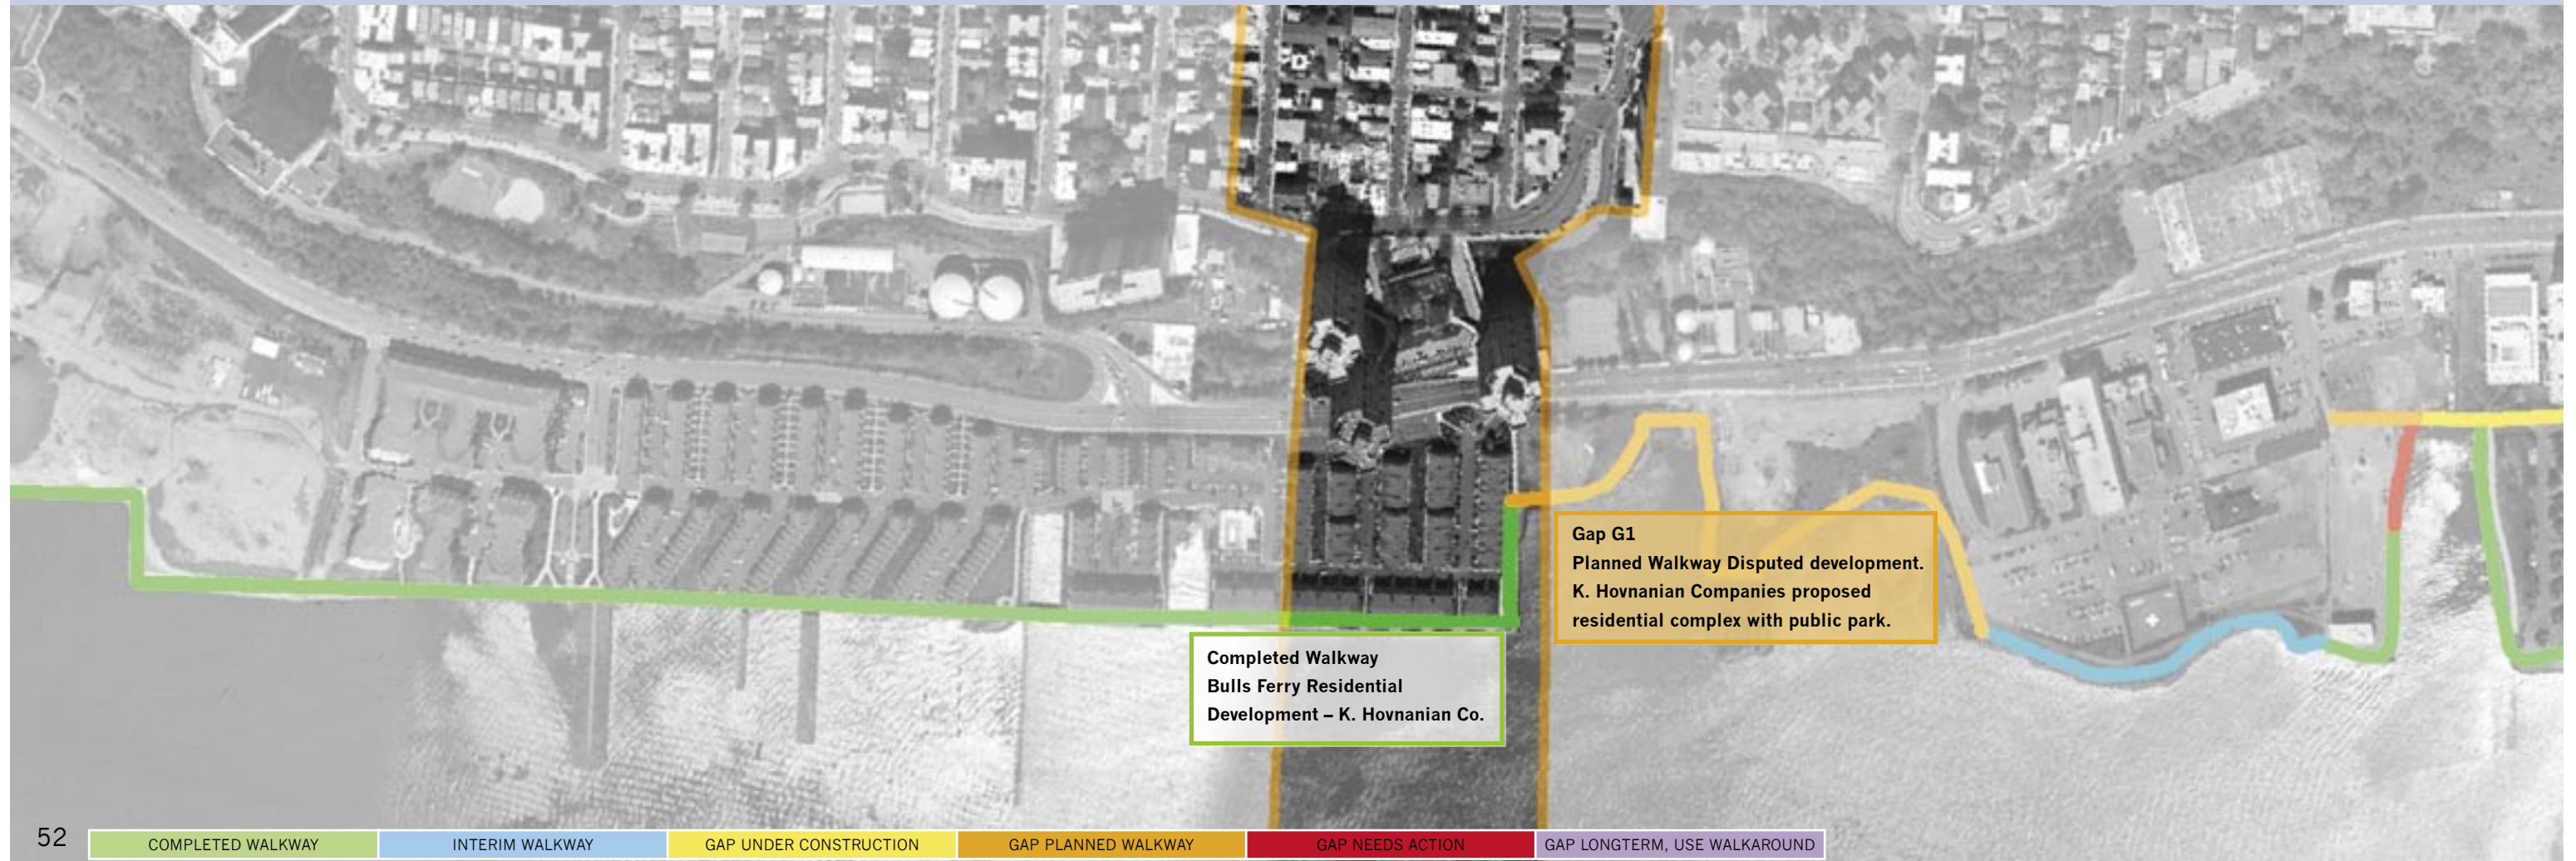 Gap G1
Planned Walkway Disputed development.
K. Hovnanian Companies proposed
residential complex with public park.
Completed Walkway
Bulls Ferry Residential
Development – K. Hovnanian Co.
52
COMPLETED WALKWAY
INTERIM WALKWAY
GAP UNDER CONSTRUCTION
GAP PLANNED WALKWAY
GAP NEEDS ACTION
GAP LONGTERM, USE WALKAROUND